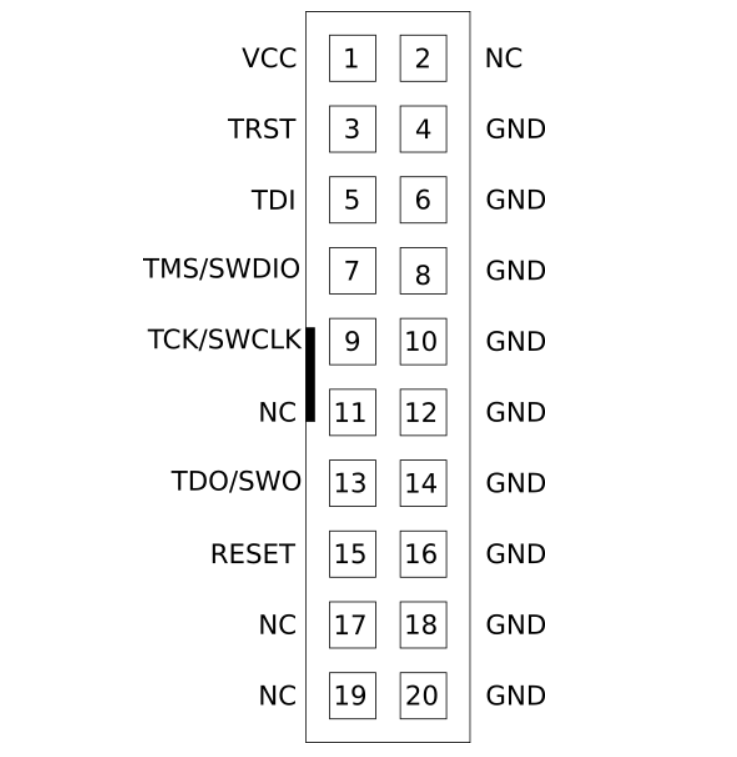 VCC 1 2 NC
TRST 3 4 GND
TDI 5 6 GND
TMS/SWDIO 7 8 GND
TCK/SWCLK 9 10 GND
NC 11 12 GND
TDO/SWO 13 14 GND
RESET 15 16 GND
NC 17 18 GND
NC 19 20 GND